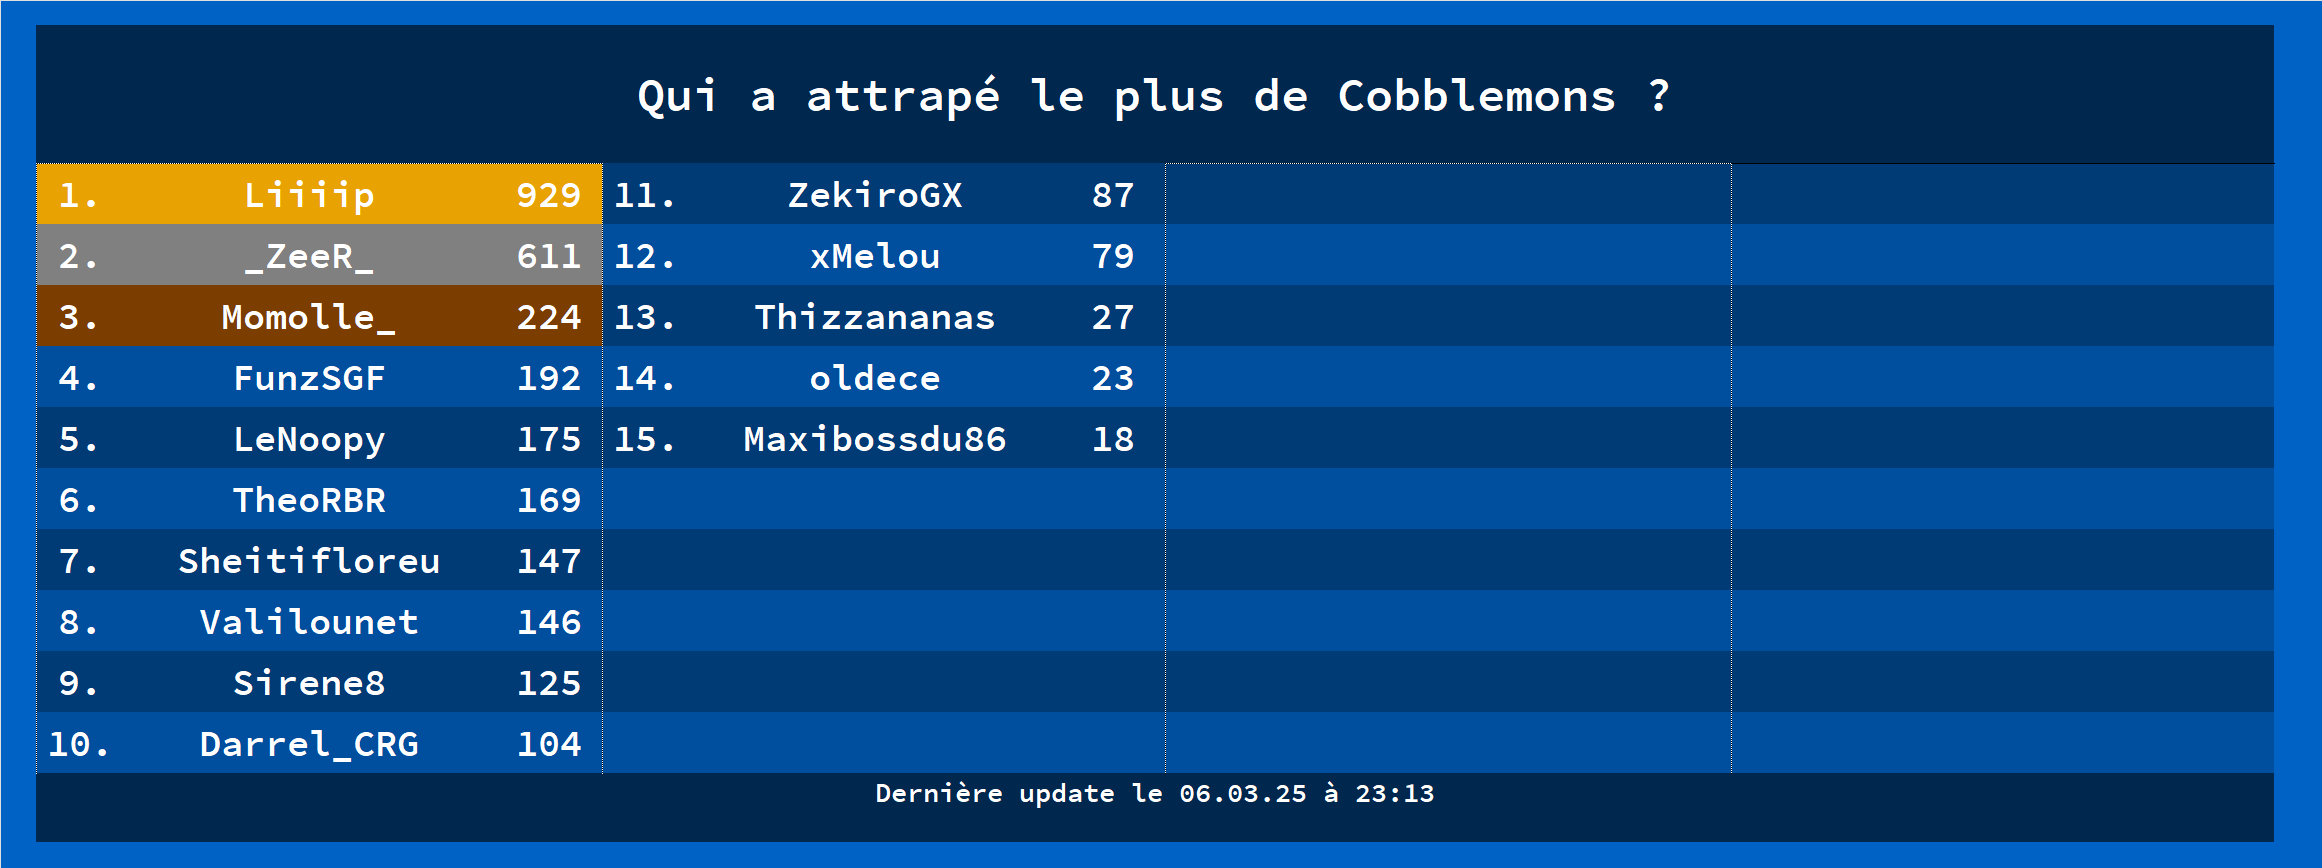 Qui a attrapé le plus de Cobblemons ?
1. Liiiip 929
2. _ZeeR_ 611
3. Momolle_ 224
4. FunzSGF 192
5. LeNoopy 175
6. TheoRBR 169
7. Sheitifloreu 147
8. Valilounet 146
9. Sirene8 125
10. Darrel_CRG 104
11. ZekiroGX 87
12. xMelou 79
13. Thizzananas 27
14. oldece 23
15. Maxibossdu86 18
Dernière update le 06.03.25 à 23:13